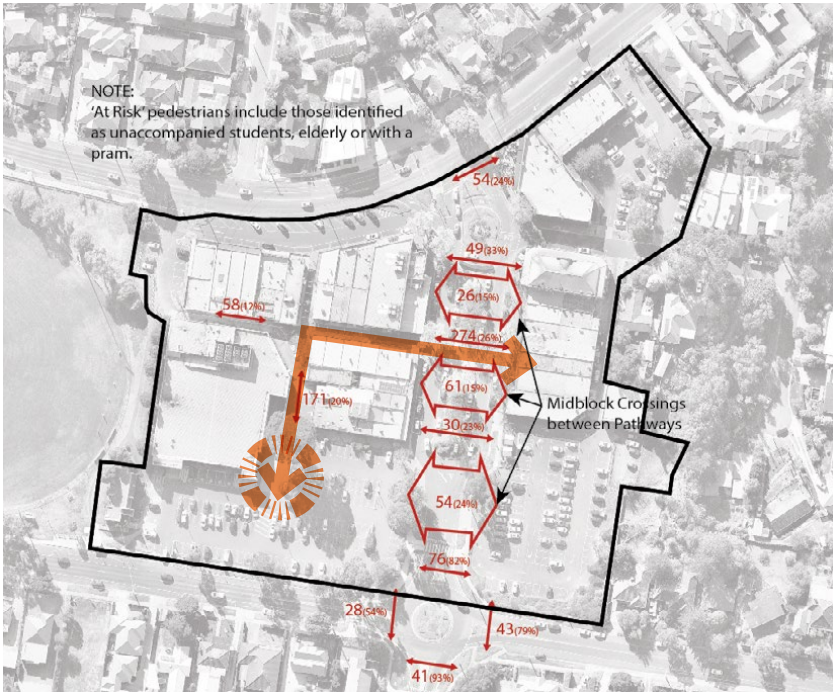 NOTE:
'At Risk' pedestrians include those identified
as unaccompanied students, elderly or with a
pram.
54(24%)
49(33%)
26(15%)
58(12%)
274(26%)
61(15%)
171(20%)
Midblock Crossings
between Pathways
30(23%)
54(24%)
76(82%)
28(54%)
43(79%)
41(93%)